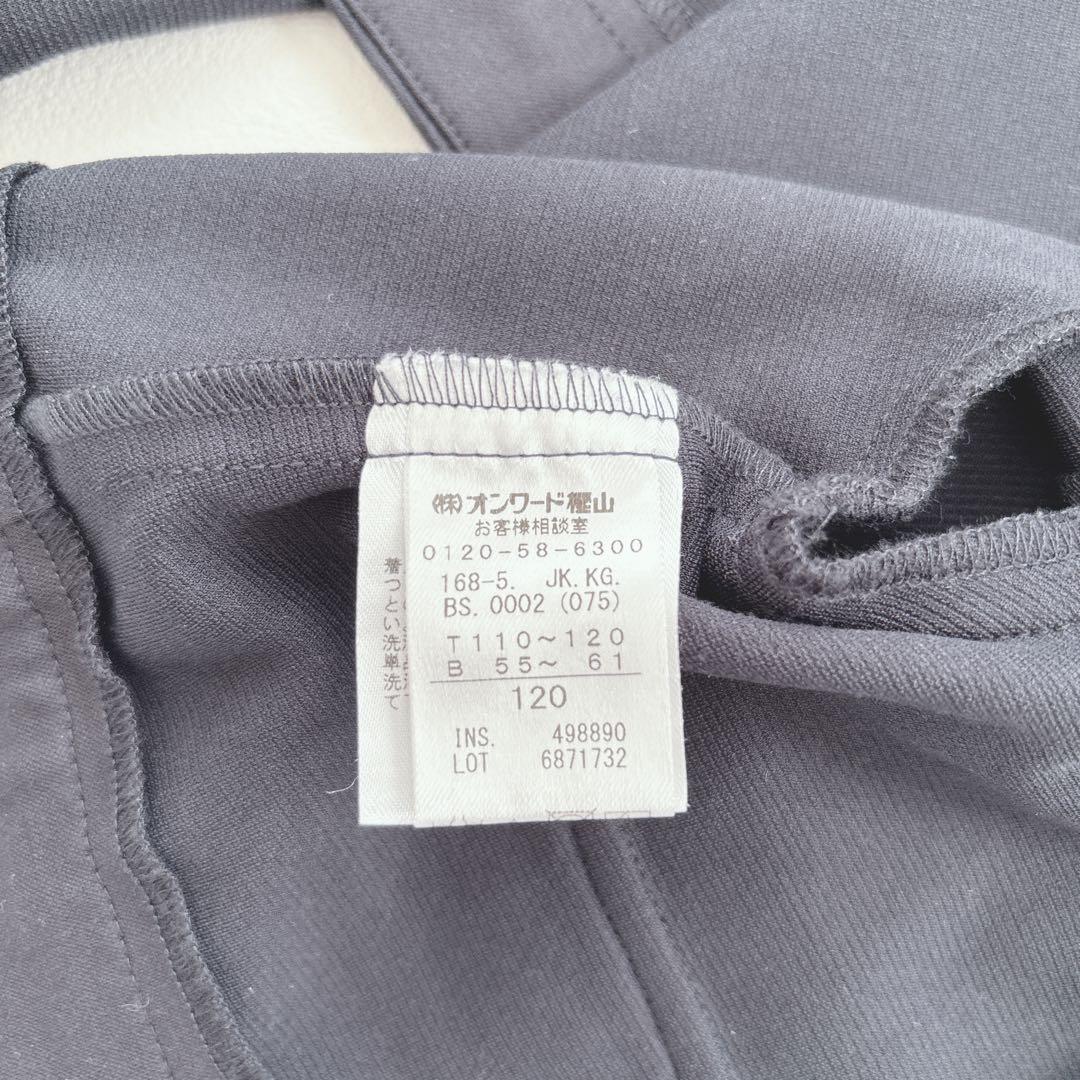 ㈱オンワード樫山
お客様相談室
0120-58-6300
168-5. JK.KG.
BS.0002 (075)
T110～120
B 55～ 61
120
INS. 498890
LOT 6871732